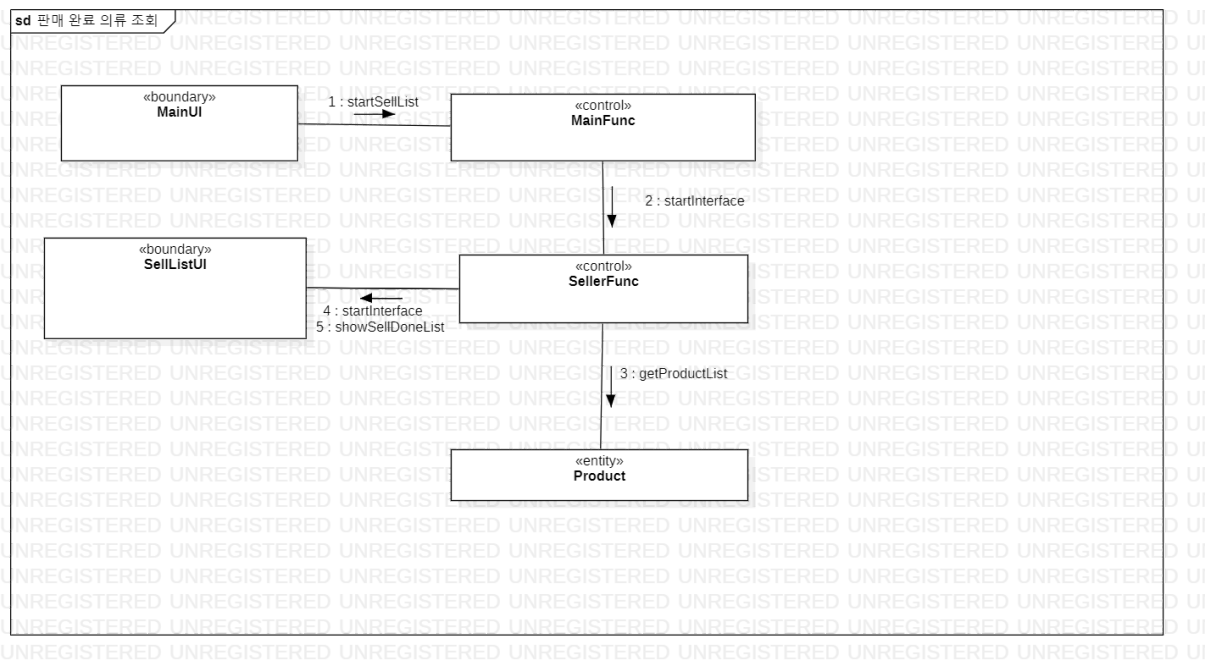 sd 판매 완료 의류 조회
«boundary»
MainUI
1 : startSellList
«control»
MainFunc
2 : startInterface
«boundary»
SellListUI
«control»
SellerFunc
4 : startInterface
5 : showSellDoneList
3 : getProductList
«entity»
Product
UNREGISTERED